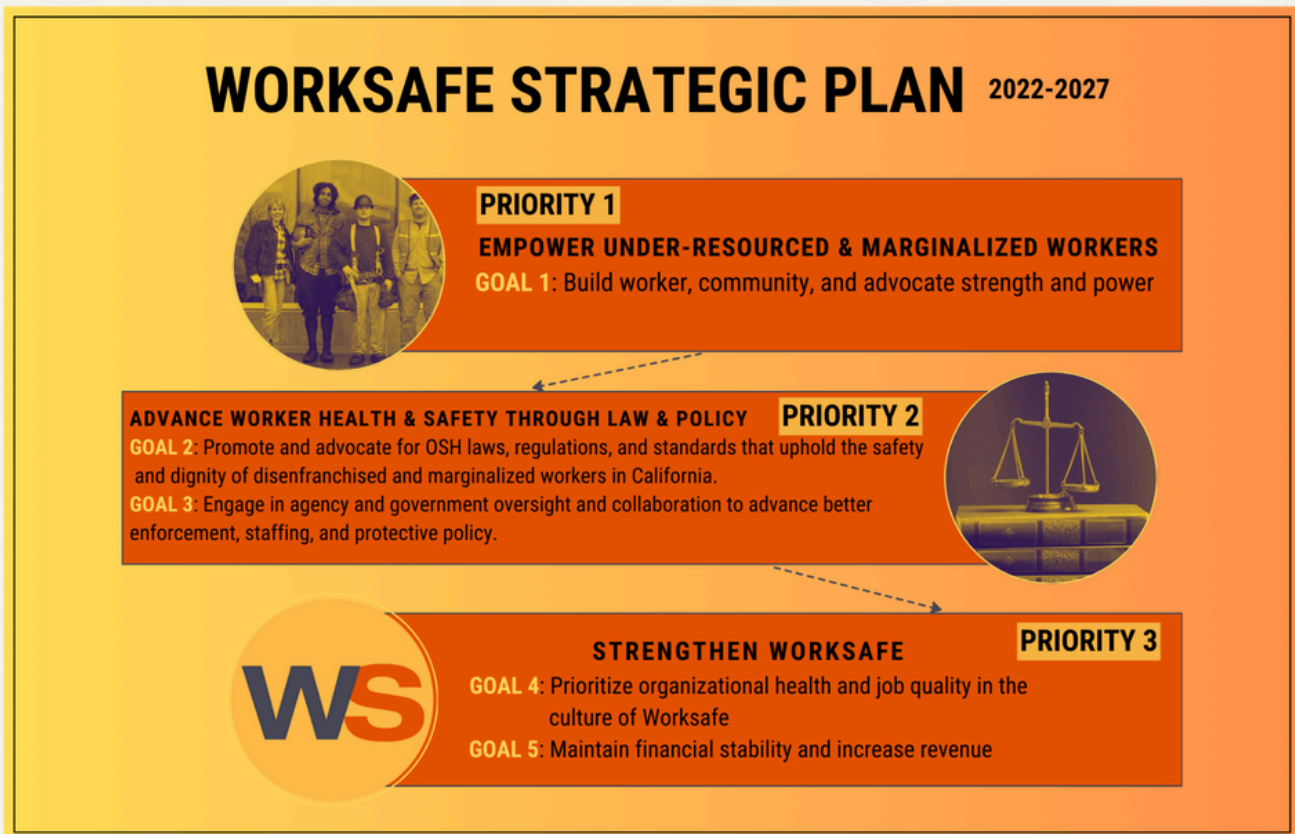 WORKSAFE STRATEGIC PLAN 2022-2027
PRIORITY 1
EMPOWER UNDER-RESOURCED & MARGINALIZED WORKERS
GOAL 1: Build worker, community, and advocate strength and power
ADVANCE WORKER HEALTH & SAFETY THROUGH LAW & POLICY PRIORITY 2
GOAL 2: Promote and advocate for OSH laws, regulations, and standards that uphold the safety
and dignity of disenfranchised and marginalized workers in California.
GOAL 3: Engage in agency and government oversight and collaboration to advance better
enforcement, staffing, and protective policy.
PRIORITY 3
STRENGTHEN WORKSAFE
WS
GOAL 4: Prioritize organizational health and job quality in the
culture of Worksafe
GOAL 5: Maintain financial stability and increase revenue